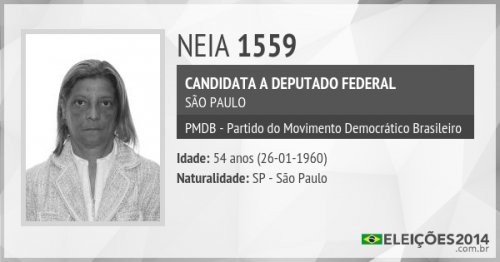 NEIA 1559
CANDIDATA A DEPUTADO FEDERAL
SÃO PAULO
PMDB - Partido do Movimento Democrático Brasileiro
Idade: 54 anos (26-01-1960)
Naturalidade: SP - São Paulo
ELEIÇÕES2014
.com.br